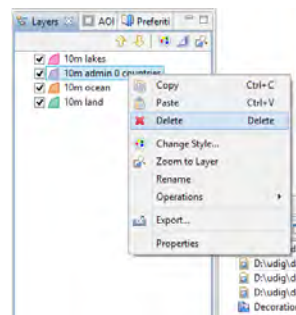 Layers AOI Preferiti
10m lakes
10m admin 0 countries
10m ocean
10m land
Copy Ctrl+C
Paste Ctrl+V
Delete Delete
Change Style...
Zoom to Layer
Rename
Operations
Export...
Properties
D:\udig\d
D:\udig\d
D:\udig\d
Decoration